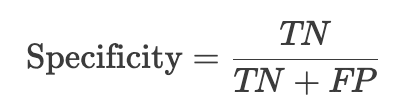 Specificity = TN / TN + FP